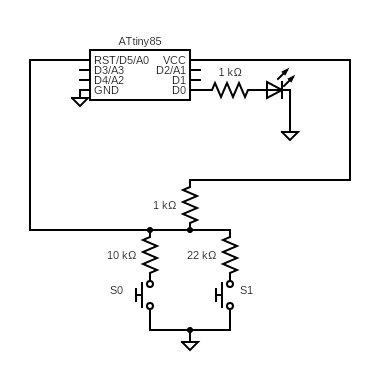 ATtiny85
RST/D5/A0 VCC
D3/A3 D2/A1
D4/A2 D1
GND D0
1 kΩ
1 kΩ
10 kΩ 22 kΩ
S0 S1